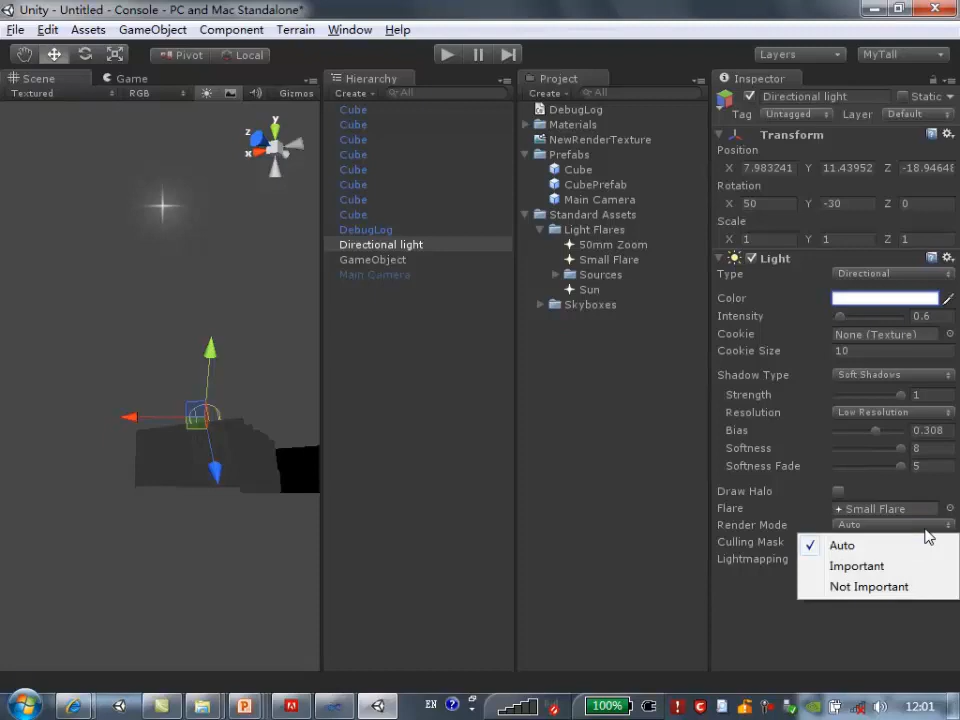 Unity - Untitled - Console - PC and Mac Standalone*
File Edit Assets GameObject Component Terrain Window Help
Pivot Local Layers MyTall
Scene Game
Textured RGB Gizmos
Hierarchy
Create All
Cube
Cube
Cube
Cube
Cube
Cube
Cube
Cube
DebugLog
Directional light
GameObject
Main Camera
Project
Create All
DebugLog
Materials
NewRenderTexture
Prefabs
Cube
CubePrefab
Main Camera
Standard Assets
Light Flares
50mm Zoom
Small Flare
Sources
Sun
Skyboxes
Inspector
Directional light Static
Tag Untagged Layer Default
Transform
Position
X 7.983241 Y 11.43952 Z -18.94648
Rotation
X 50 Y -30 Z 0
Scale
X 1 Y 1 Z 1
Light
Type Directional
Color
Intensity 0.6
Cookie None (Texture)
Cookie Size 10
Shadow Type Soft Shadows
Strength 1
Resolution Low Resolution
Bias 0.308
Softness 8
Softness Fade 5
Draw Halo
Flare Small Flare
Render Mode Auto
Culling Mask
Lightmapping
Auto
Important
Not Important
y
z
x
EN 100% 12:01